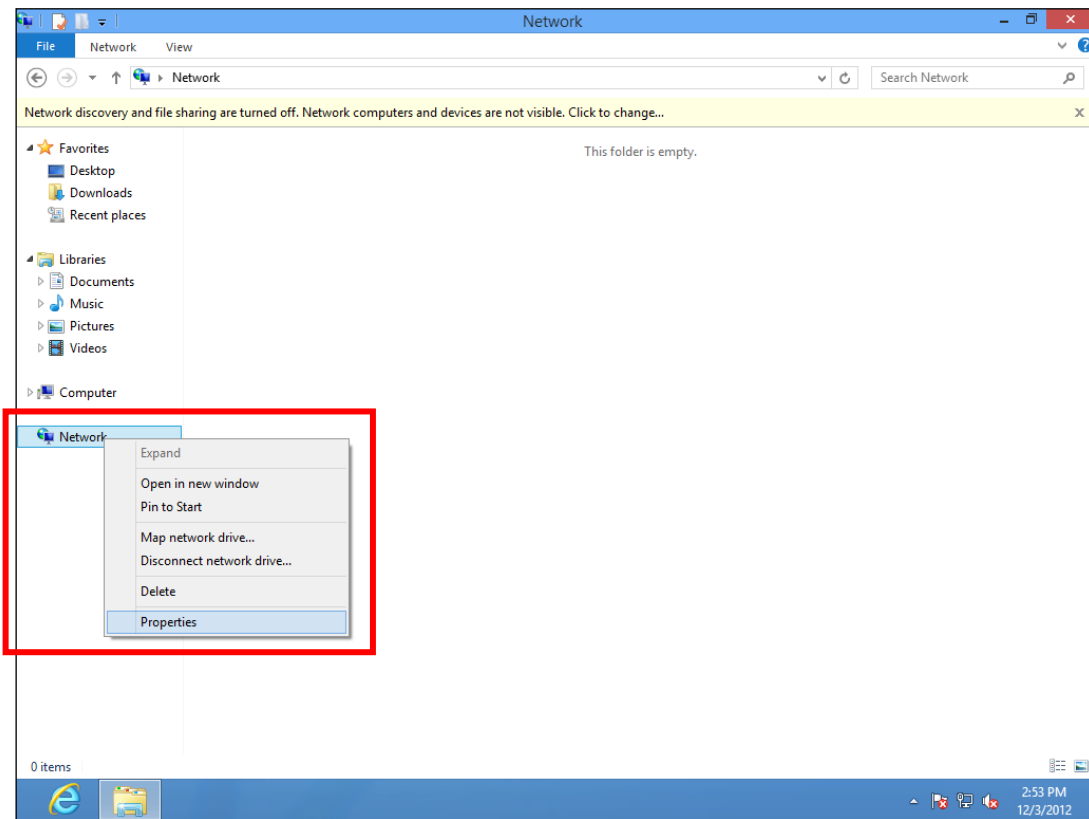 Network
File Network View
Network
Search Network
Network discovery and file sharing are turned off. Network computers and devices are not visible. Click to change...
This folder is empty.
Favorites
Desktop
Downloads
Recent places
Libraries
Documents
Music
Pictures
Videos
Computer
Network
Expand
Open in new window
Pin to Start
Map network drive...
Disconnect network drive...
Delete
Properties
0 items
2:53 PM
12/3/2012